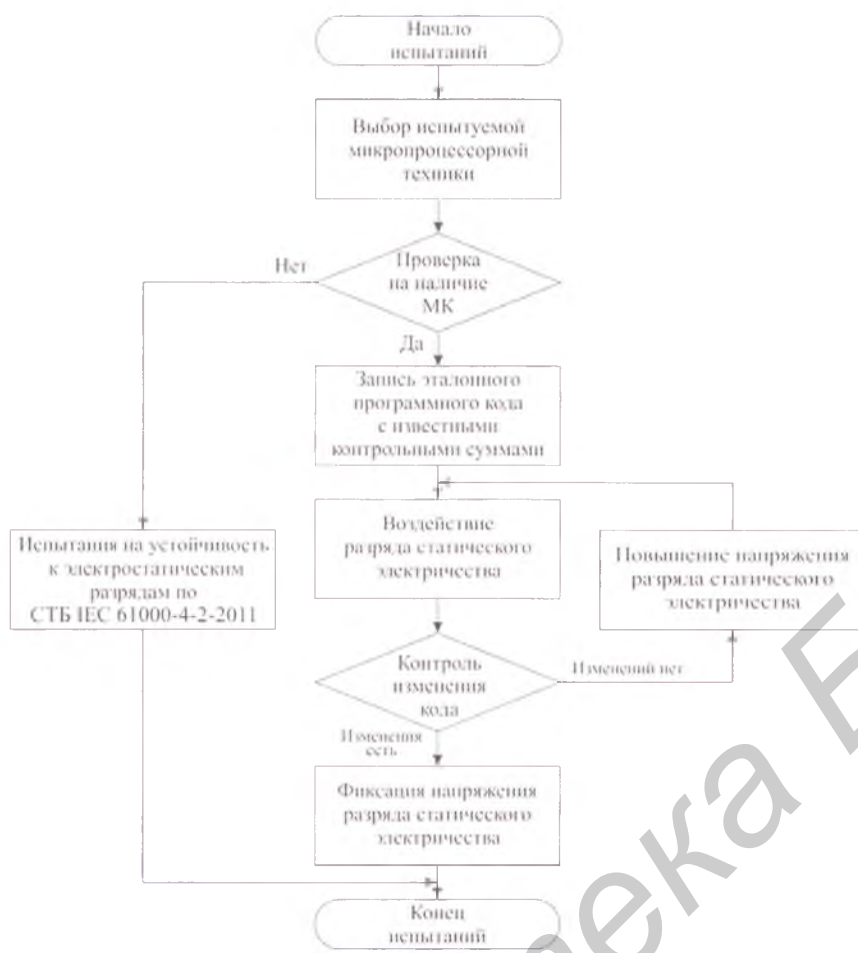 Начало
испытаний
Выбор испытуемой
микропроцессорной
техники
Нет
Проверка
на наличие
МК
Да
Запись эталонного
программного кода
с известными
контрольными суммами
Испытания на устойчивость
к электростатическим
разрядам по
СТБ IEC 61000-4-2-2011
Воздействие
разряда статического
электричества
Повышение напряжения
разряда статического
электричества
Контроль
изменения
кода
Изменений нет
Изменения
есть
Фиксация напряжения
разряда статического
электричества
Конец
испытаний